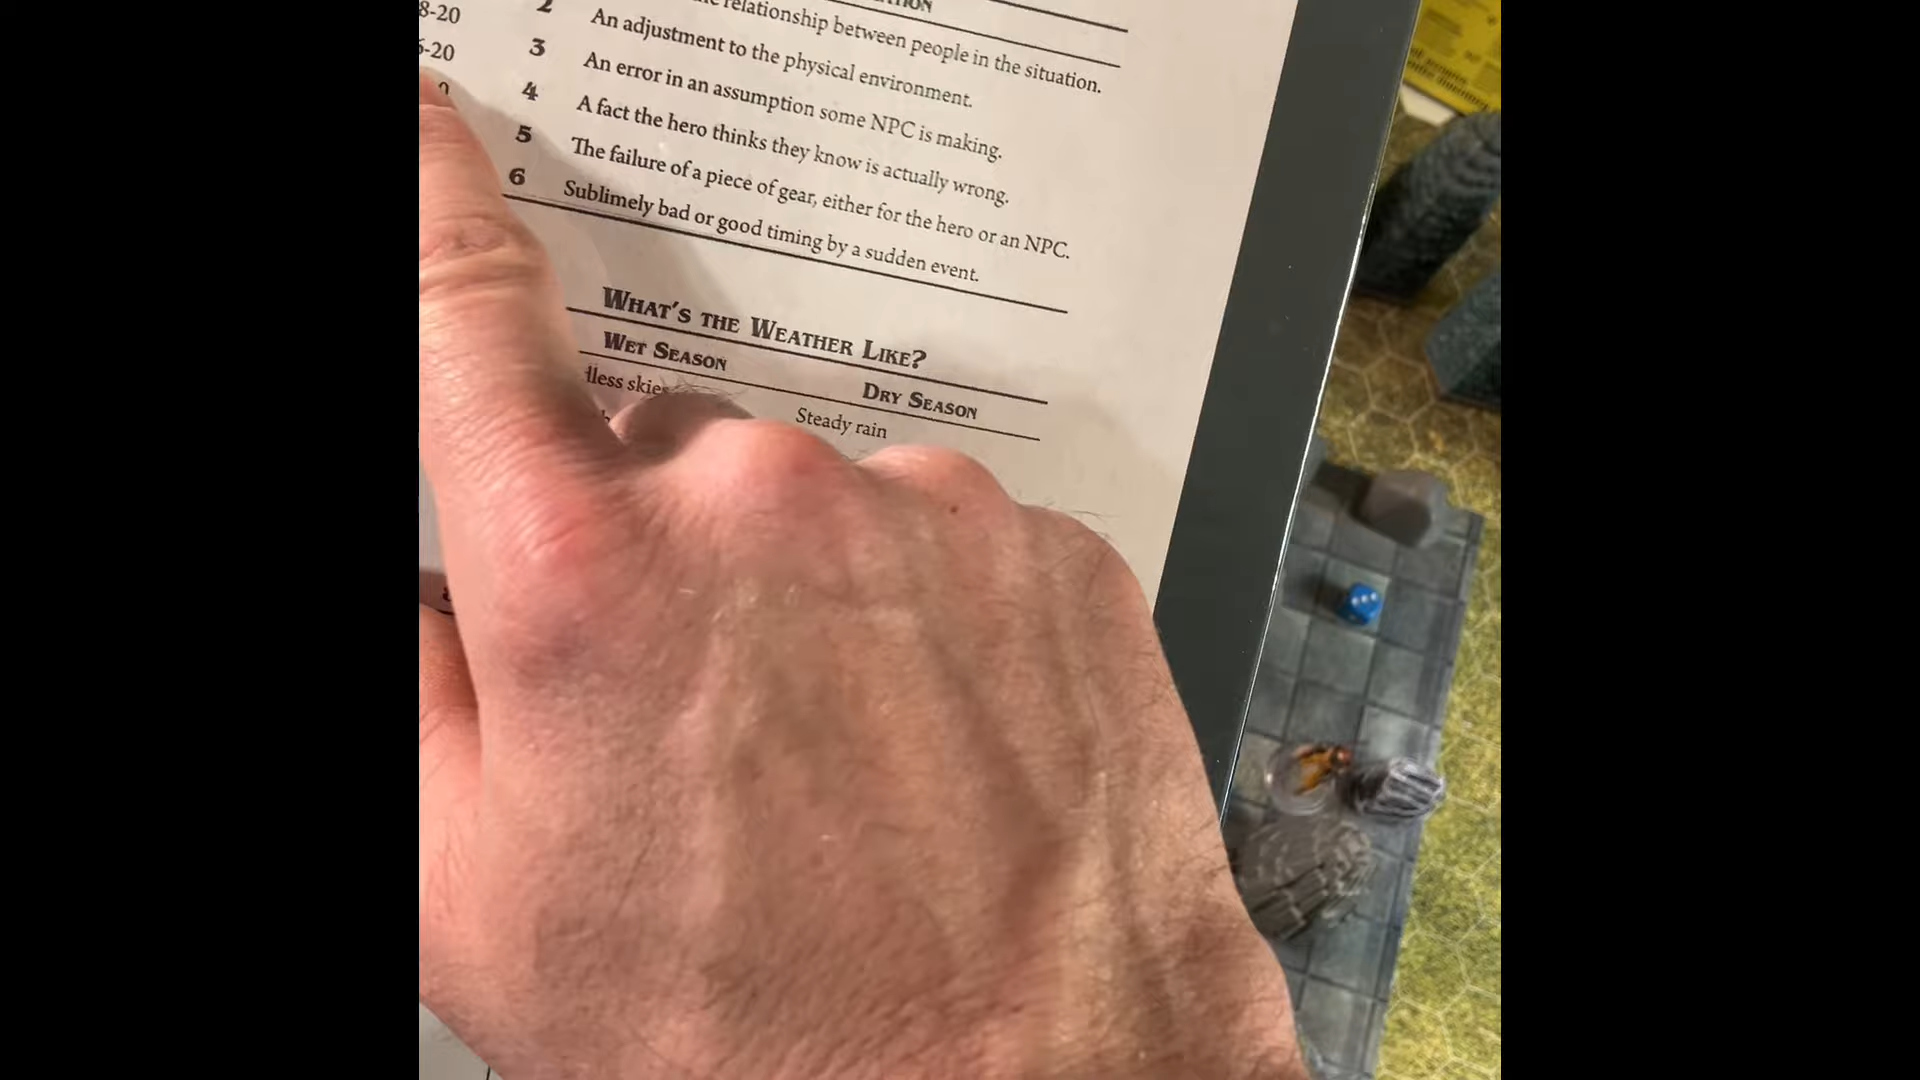 8-20
-20
2 relationship between people in the situation.
3 An adjustment to the physical environment.
4 An error in an assumption some NPC is making.
5 A fact the hero thinks they know is actually wrong.
6 The failure of a piece of gear, either for the hero or an NPC.
Sublimely bad or good timing by a sudden event.
WHAT'S THE WEATHER LIKE?
WET SEASON DRY SEASON
dless skies Steady rain